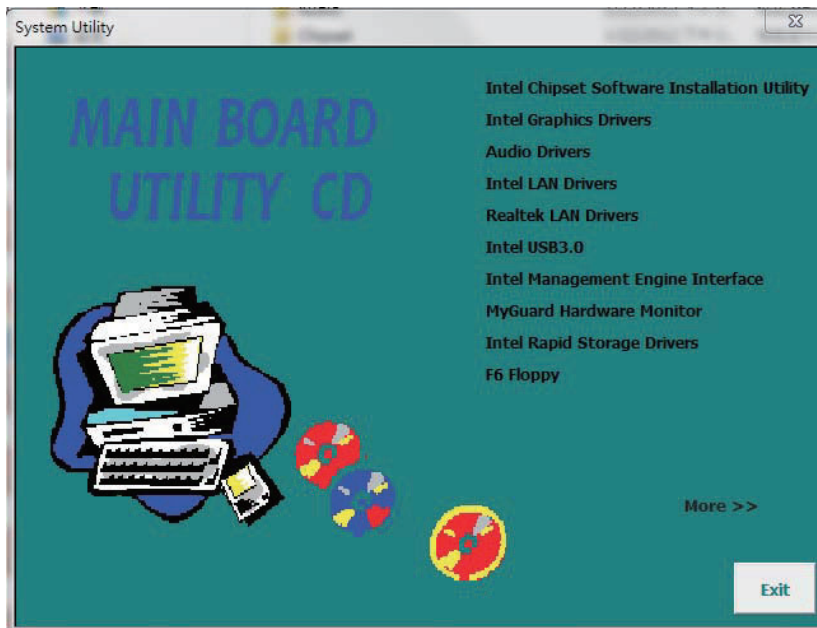 System Utility
MAIN BOARD
UTILITY CD
Intel Chipset Software Installation Utility
Intel Graphics Drivers
Audio Drivers
Intel LAN Drivers
Realtek LAN Drivers
Intel USB3.0
Intel Management Engine Interface
MyGuard Hardware Monitor
Intel Rapid Storage Drivers
F6 Floppy
More >>
Exit